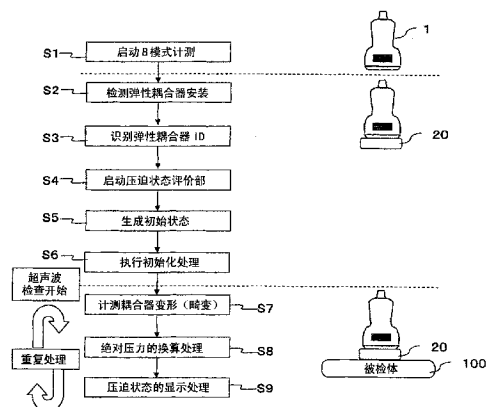 S1 启动B模式计测
1
S2 检测弹性耦合器安装
20
S3 识别弹性耦合器 ID
S4 启动压迫状态评价部
S5 生成初始状态
S6 执行初始化处理
超声波
检查开始
计测耦合器变形（畸变） S7
重复处理
绝对压力的换算处理 S8
20
被检体
100
压迫状态的显示处理 S9